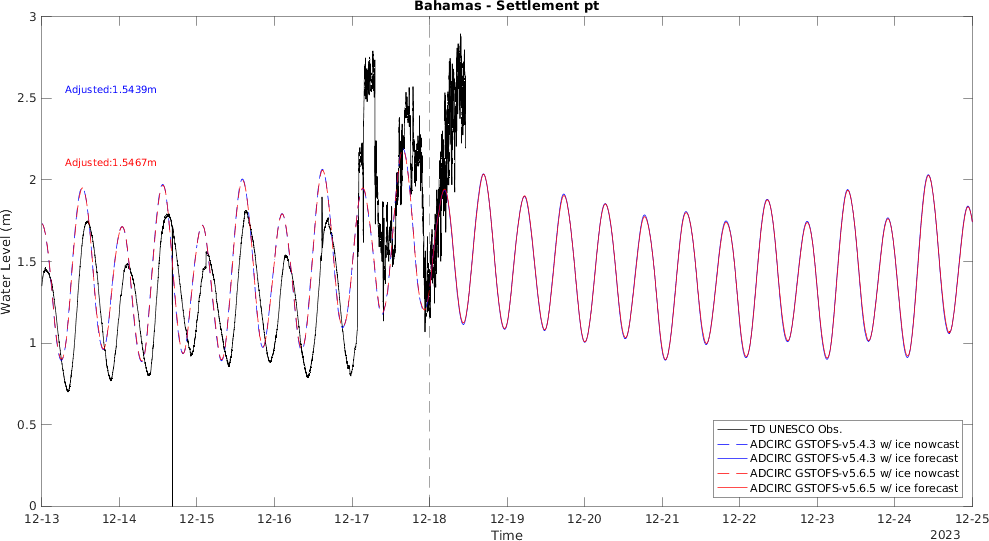 Bahamas - Settlement pt
3
2.5
2
1.5
1
0.5
0
Water Level (m)
Adjusted:1.5439m
Adjusted:1.5467m
TD UNESCO Obs.
ADCIRC GSTOFS-v5.4.3 w/ ice nowcast
ADCIRC GSTOFS-v5.4.3 w/ ice forecast
ADCIRC GSTOFS-v5.6.5 w/ ice nowcast
ADCIRC GSTOFS-v5.6.5 w/ ice forecast
12-13 12-14 12-15 12-16 12-17 12-18 12-19 12-20 12-21 12-22 12-23 12-24 12-25
Time
2023